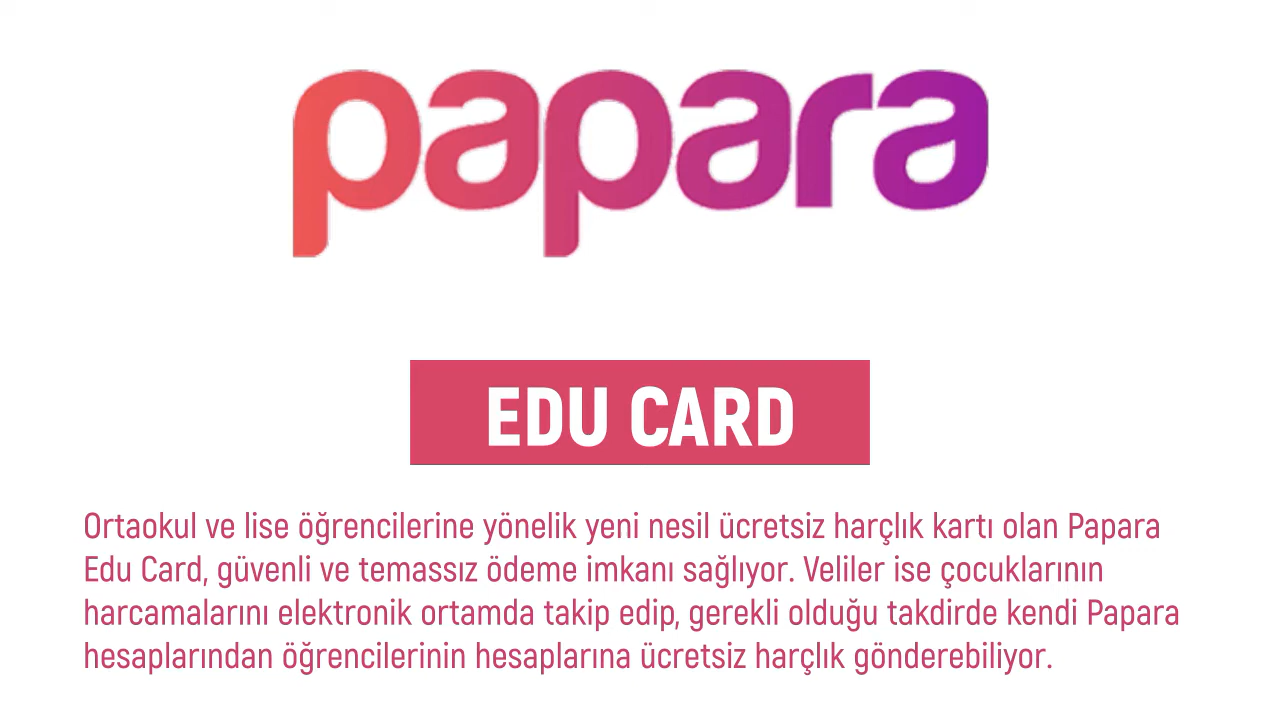 papara
EDU CARD
Ortaokul ve lise öğrencilerine yönelik yeni nesil ücretsiz harçlık kartı olan Papara
Edu Card, güvenli ve temassız ödeme imkanı sağlıyor. Veliler ise çocuklarının
harcamalarını elektronik ortamda takip edip, gerekli olduğu takdirde kendi Papara
hesaplarından öğrencilerinin hesaplarına ücretsiz harçlık gönderebiliyor.